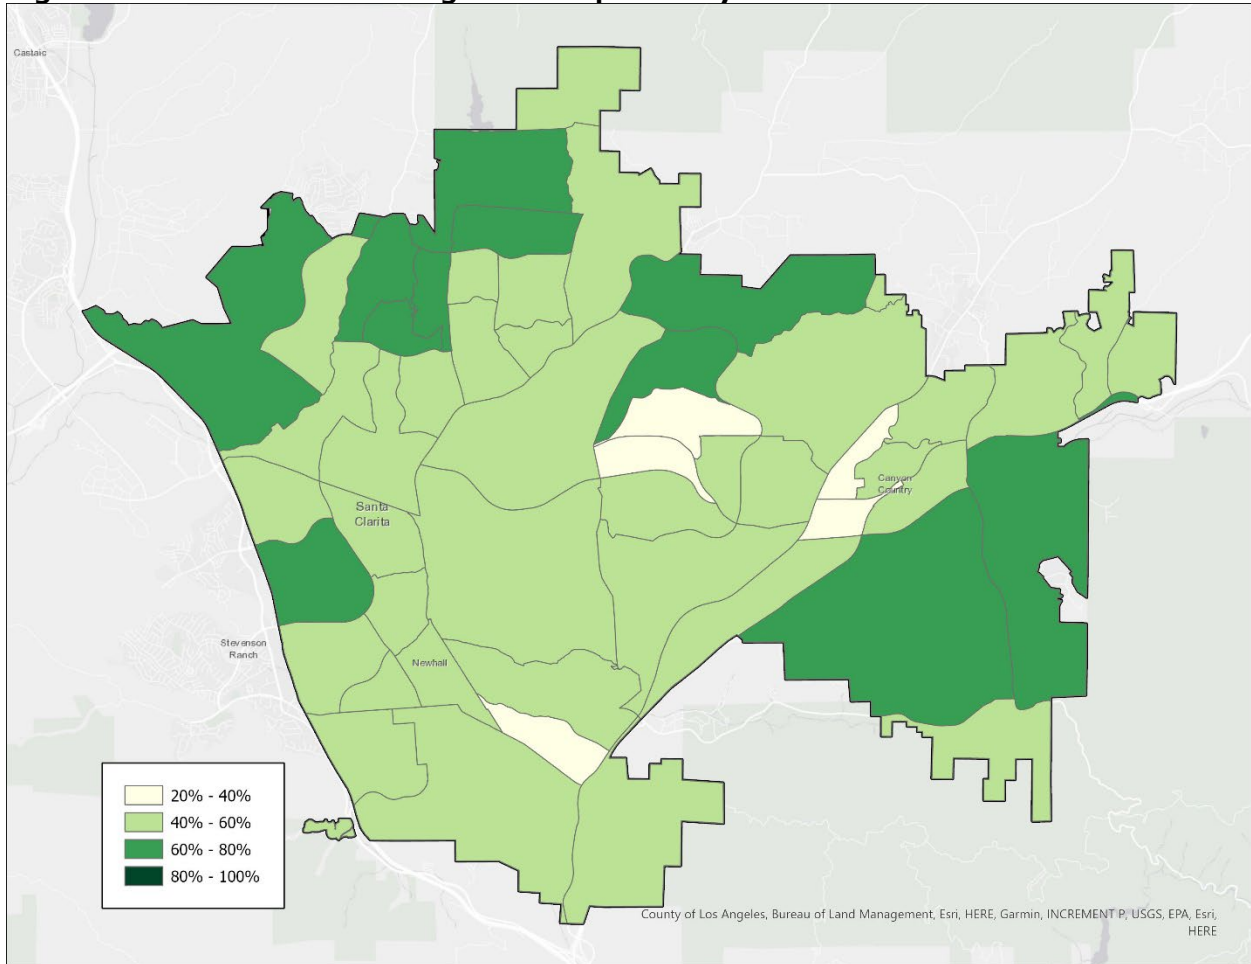 Castaic
Santa
Clarita
Canyon
Country
Stevenson
Ranch
Newhall
20% - 40%
40% - 60%
60% - 80%
80% - 100%
County of Los Angeles, Bureau of Land Management, Esri, HERE, Garmin, INCREMENT P, USGS, EPA, Esri,
HERE